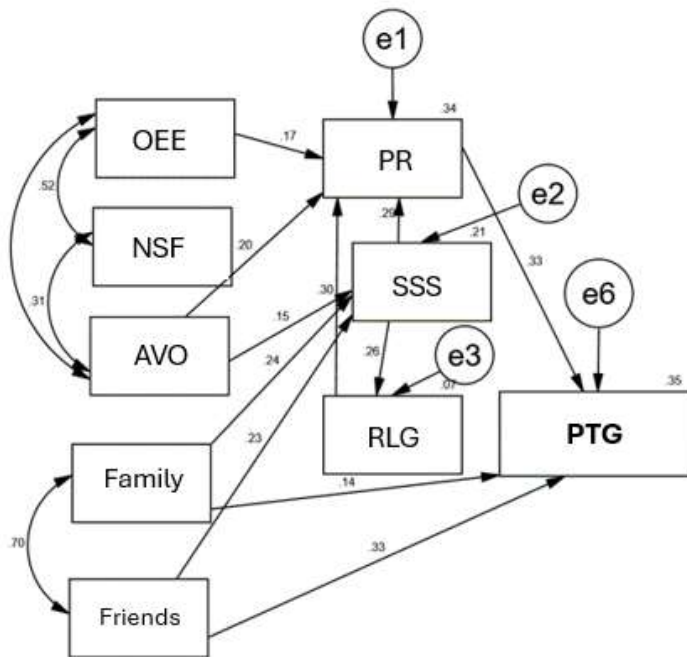 e1
.34
OEE
.17
PR
e2
.52
.29
.21
NSF
.20
SSS
.33
e6
.31
.30
AVO
.15
.24
.26
e3
.07
.35
RLG
PTG
.23
Family
.14
.70
.33
Friends